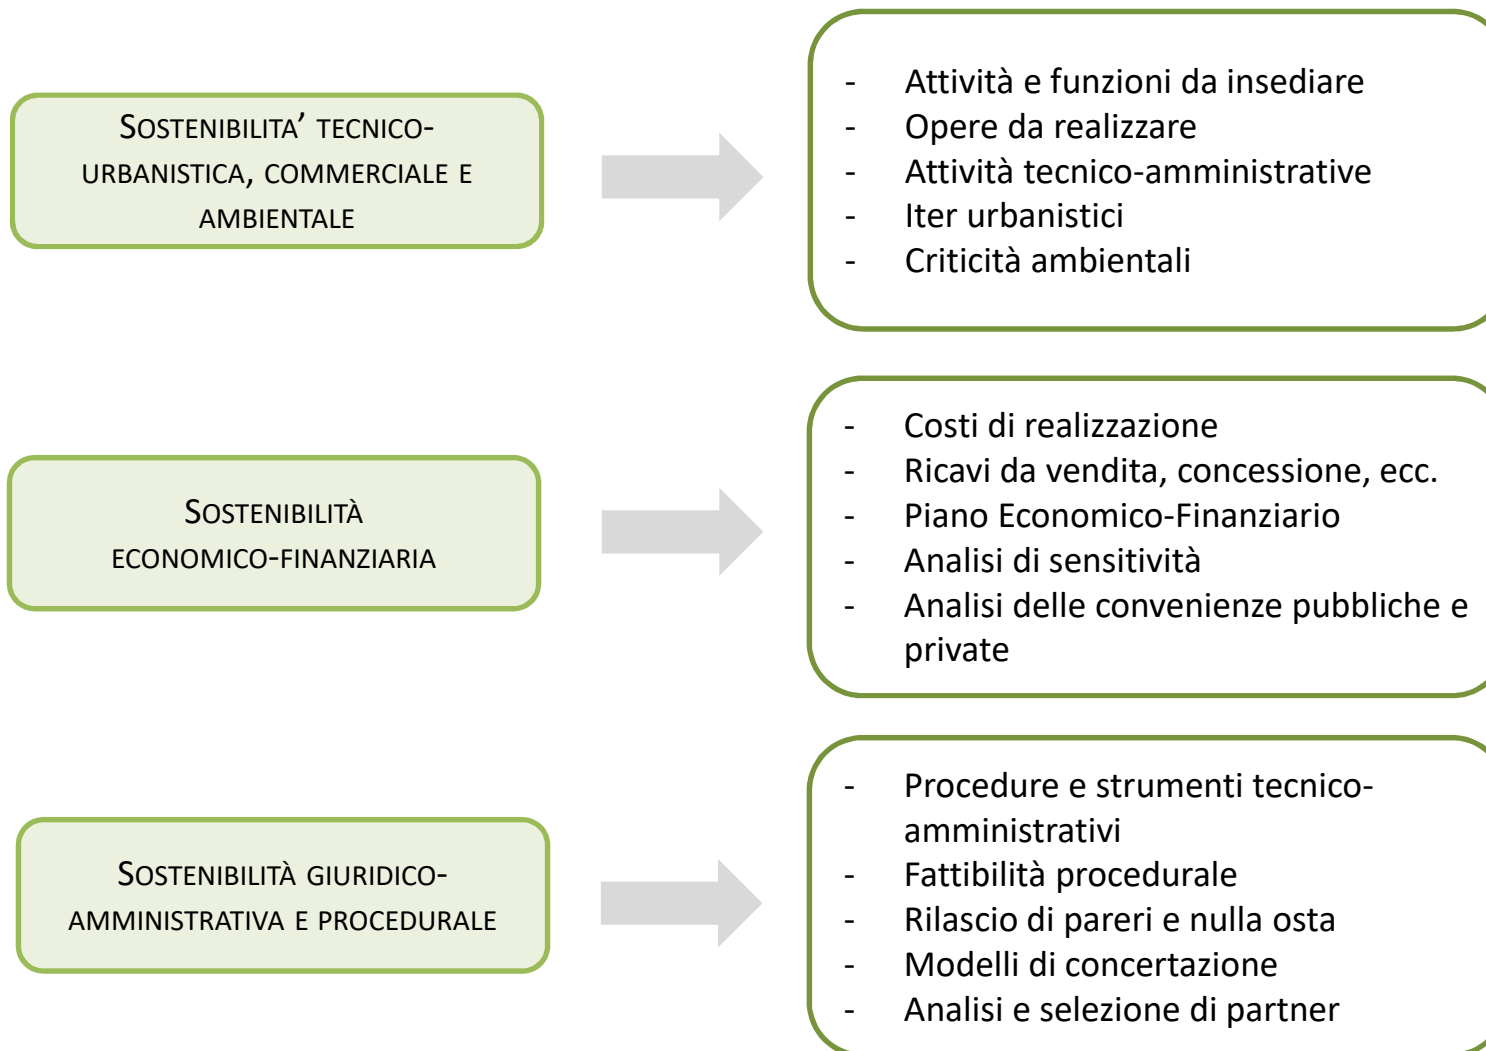 SOSTENIBILITA' TECNICO-
URBANISTICA, COMMERCIALE E
AMBIENTALE
- Attività e funzioni da insediare
- Opere da realizzare
- Attività tecnico-amministrative
- Iter urbanistici
- Criticità ambientali
SOSTENIBILITÀ
ECONOMICO-FINANZIARIA
- Costi di realizzazione
- Ricavi da vendita, concessione, ecc.
- Piano Economico-Finanziario
- Analisi di sensitività
- Analisi delle convenienze pubbliche e
private
SOSTENIBILITÀ GIURIDICO-
AMMINISTRATIVA E PROCEDURALE
- Procedure e strumenti tecnico-
amministrativi
- Fattibilità procedurale
- Rilascio di pareri e nulla osta
- Modelli di concertazione
- Analisi e selezione di partner